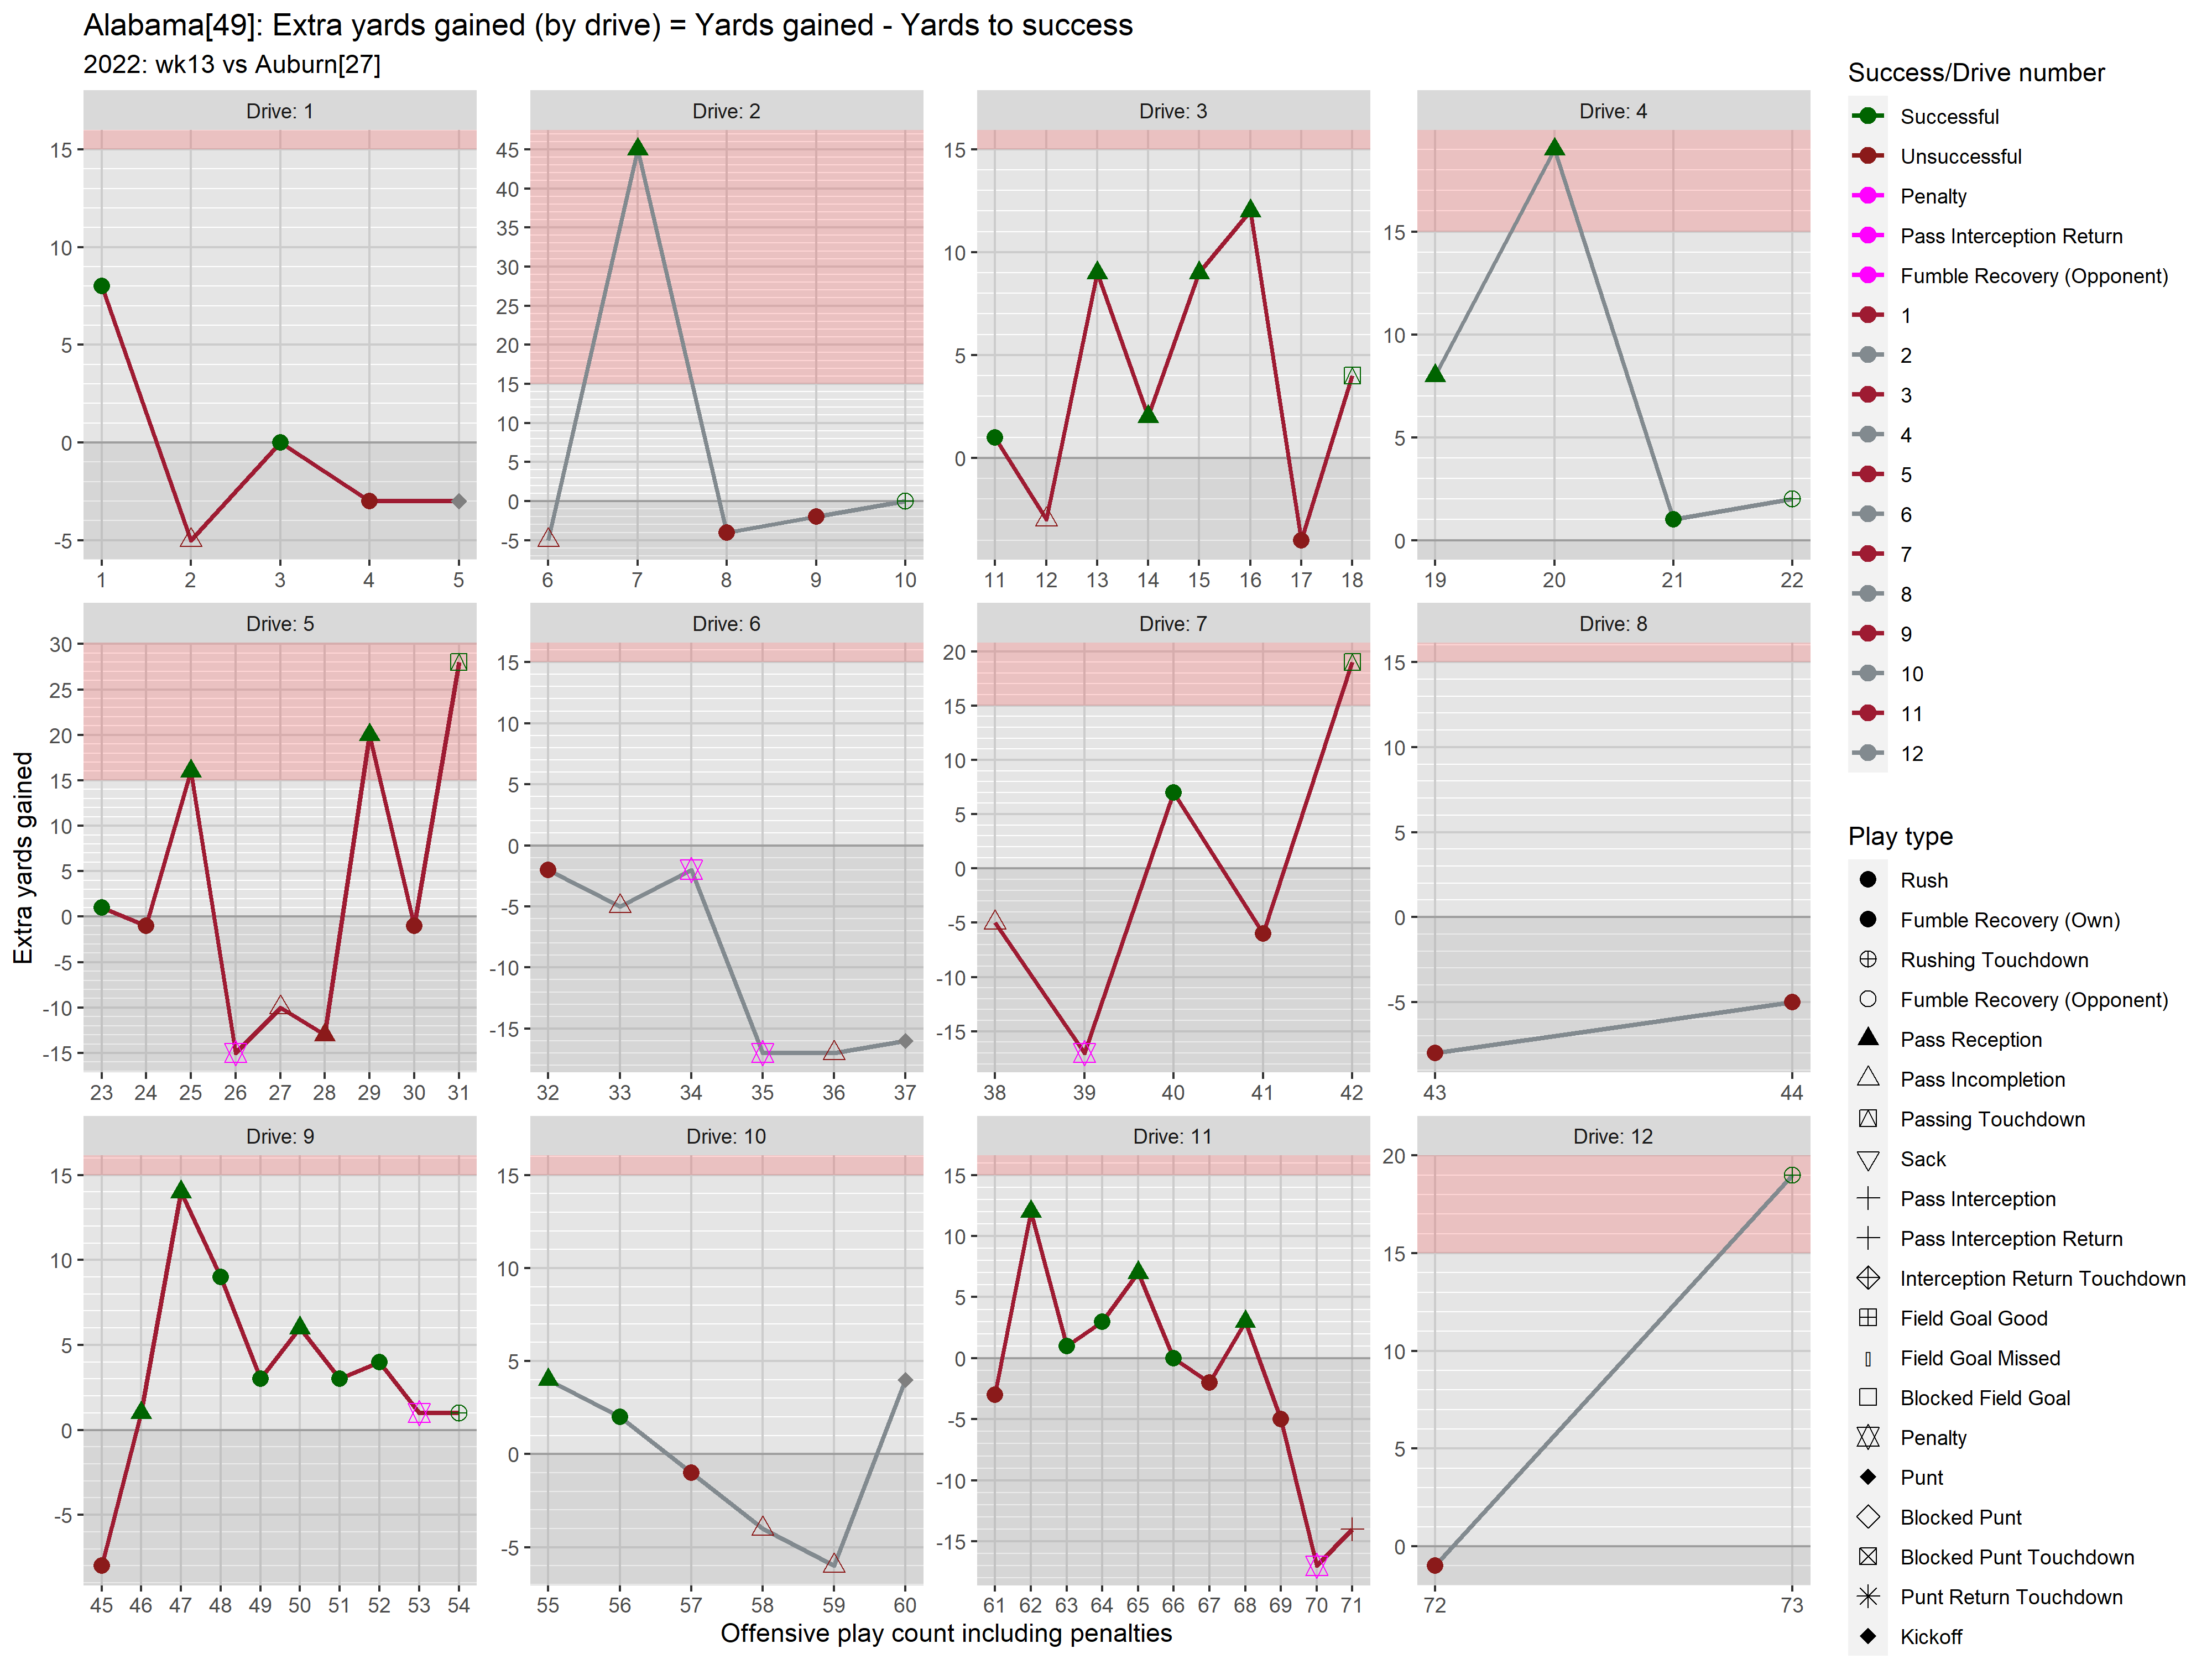 Alabama[49]: Extra yards gained (by drive) = Yards gained - Yards to success
2022: wk13 vs Auburn[27]
Drive: 1
15
10
5
0
-5
1 2 3 4 5
Drive: 2
45
40
35
30
25
20
15
10
5
0
-5
6 7 8 9 10
Drive: 3
15
10
5
0
11 12 13 14 15 16 17 18
Drive: 4
15
10
5
0
19 20 21 22
Drive: 5
30
25
20
15
10
5
0
-5
-10
-15
23 24 25 26 27 28 29 30 31
Drive: 6
15
10
5
0
-5
-10
-15
32 33 34 35 36 37
Drive: 7
20
15
10
5
0
-5
-10
-15
38 39 40 41 42
Drive: 8
15
10
5
0
-5
43 44
Drive: 9
15
10
5
0
-5
45 46 47 48 49 50 51 52 53 54
Drive: 10
15
10
5
0
-5
55 56 57 58 59 60
Drive: 11
15
10
5
0
-5
-10
-15
61 62 63 64 65 66 67 68 69 70 71
Drive: 12
20
15
10
5
0
72 73
Extra yards gained
Offensive play count including penalties
Success/Drive number
Successful
Unsuccessful
Penalty
Pass Interception Return
Fumble Recovery (Opponent)
1
2
3
4
5
6
7
8
9
10
11
12
Play type
Rush
Fumble Recovery (Own)
Rushing Touchdown
Fumble Recovery (Opponent)
Pass Reception
Pass Incompletion
Passing Touchdown
Sack
Pass Interception
Pass Interception Return
Interception Return Touchdown
Field Goal Good
Field Goal Missed
Blocked Field Goal
Penalty
Punt
Blocked Punt
Blocked Punt Touchdown
Punt Return Touchdown
Kickoff